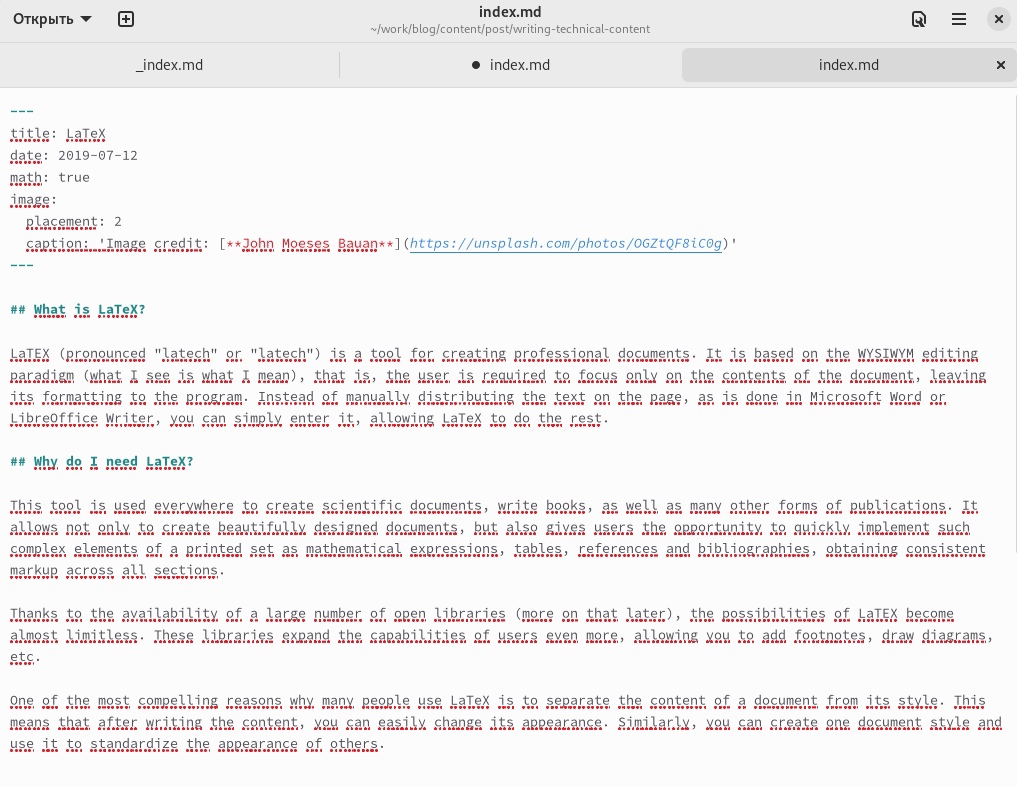 Открыть
index.md
~/work/blog/content/post/writing-technical-content
_index.md
● index.md
index.md
---
title: LaTeX
date: 2019-07-12
math: true
image:
  placement: 2
  caption: 'Image credit: [**John Moeses Bauan**](https://unsplash.com/photos/OGZtQF8iC0g)'
---
## What is LaTeX?
LaTEX (pronounced "latech" or "latech") is a tool for creating professional documents. It is based on the WYSIWYM editing
paradigm (what I see is what I mean), that is, the user is required to focus only on the contents of the document, leaving
its formatting to the program. Instead of manually distributing the text on the page, as is done in Microsoft Word or
LibreOffice Writer, you can simply enter it, allowing LaTeX to do the rest.
## Why do I need LaTeX?
This tool is used everywhere to create scientific documents, write books, as well as many other forms of publications. It
allows not only to create beautifully designed documents, but also gives users the opportunity to quickly implement such
complex elements of a printed set as mathematical expressions, tables, references and bibliographies, obtaining consistent
markup across all sections.
Thanks to the availability of a large number of open libraries (more on that later), the possibilities of LaTEX become
almost limitless. These libraries expand the capabilities of users even more, allowing you to add footnotes, draw diagrams,
etc.
One of the most compelling reasons why many people use LaTeX is to separate the content of a document from its style. This
means that after writing the content, you can easily change its appearance. Similarly, you can create one document style and
use it to standardize the appearance of others.